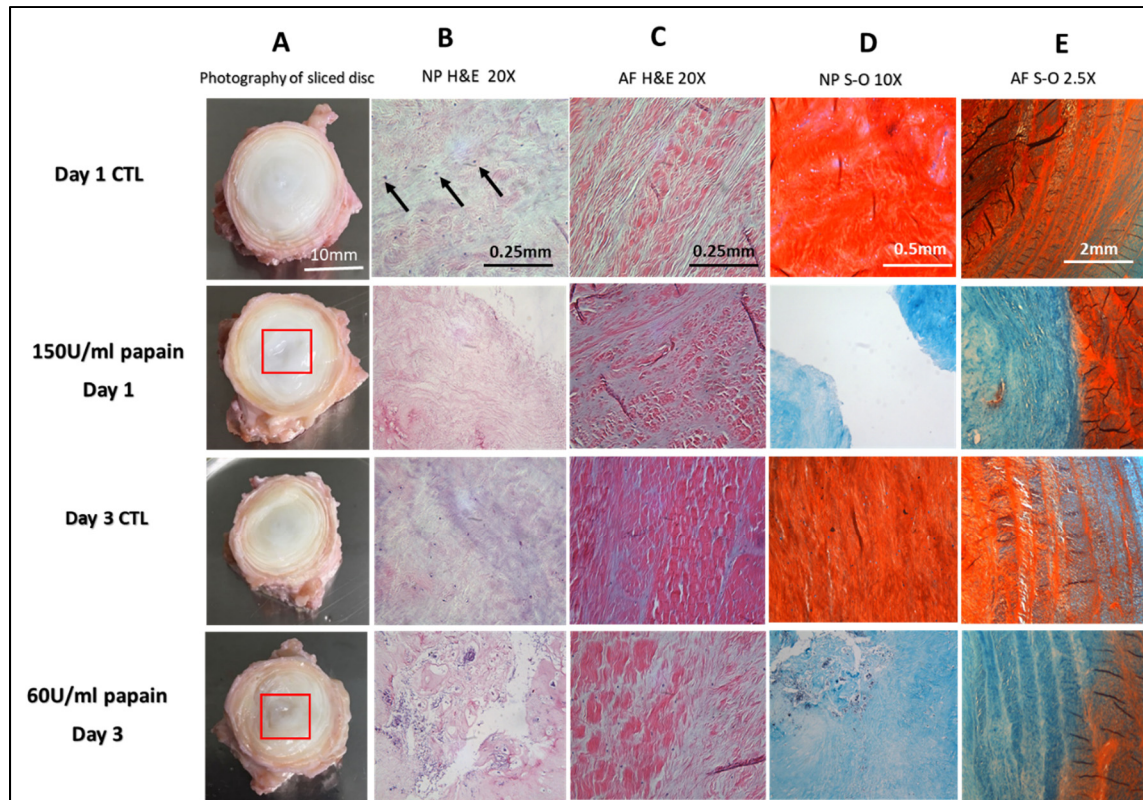 A
B
C
D
E
Photography of sliced disc
NP H&E 20X
AF H&E 20X
NP S-O 10X
AF S-O 2.5X
Day 1 CTL
10mm
0.25mm
0.25mm
0.5mm
2mm
150U/ml papain
Day 1
Day 3 CTL
60U/ml papain
Day 3